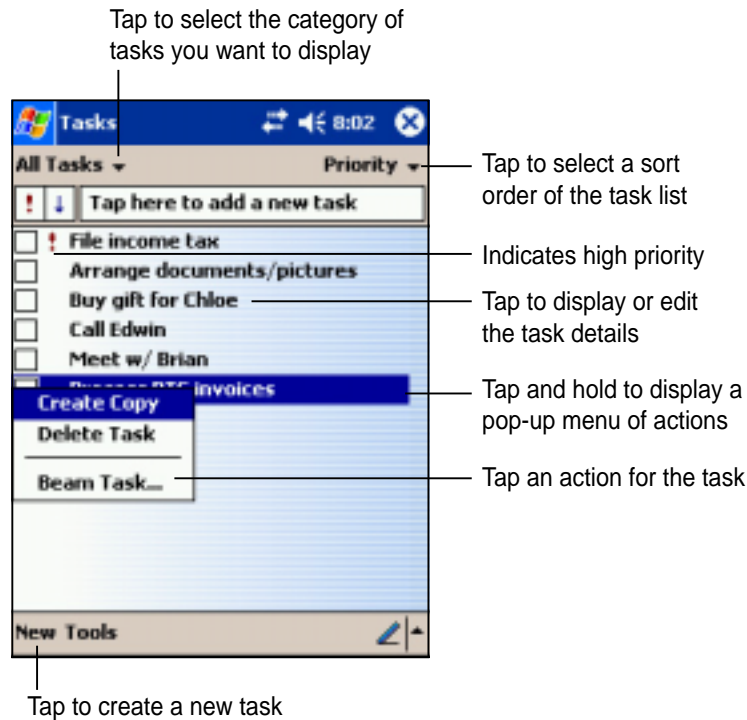 Tap to select the category of
tasks you want to display
Tasks 8:02
All Tasks Priority
Tap to select a sort
order of the task list
! Tap here to add a new task
! File income tax
Indicates high priority
Arrange documents/pictures
Buy gift for Chloe
Tap to display or edit
the task details
Call Edwin
Meet w/ Brian
invoices
Tap and hold to display a
pop-up menu of actions
Create Copy
Delete Task
Beam Task...
Tap an action for the task
New Tools
Tap to create a new task